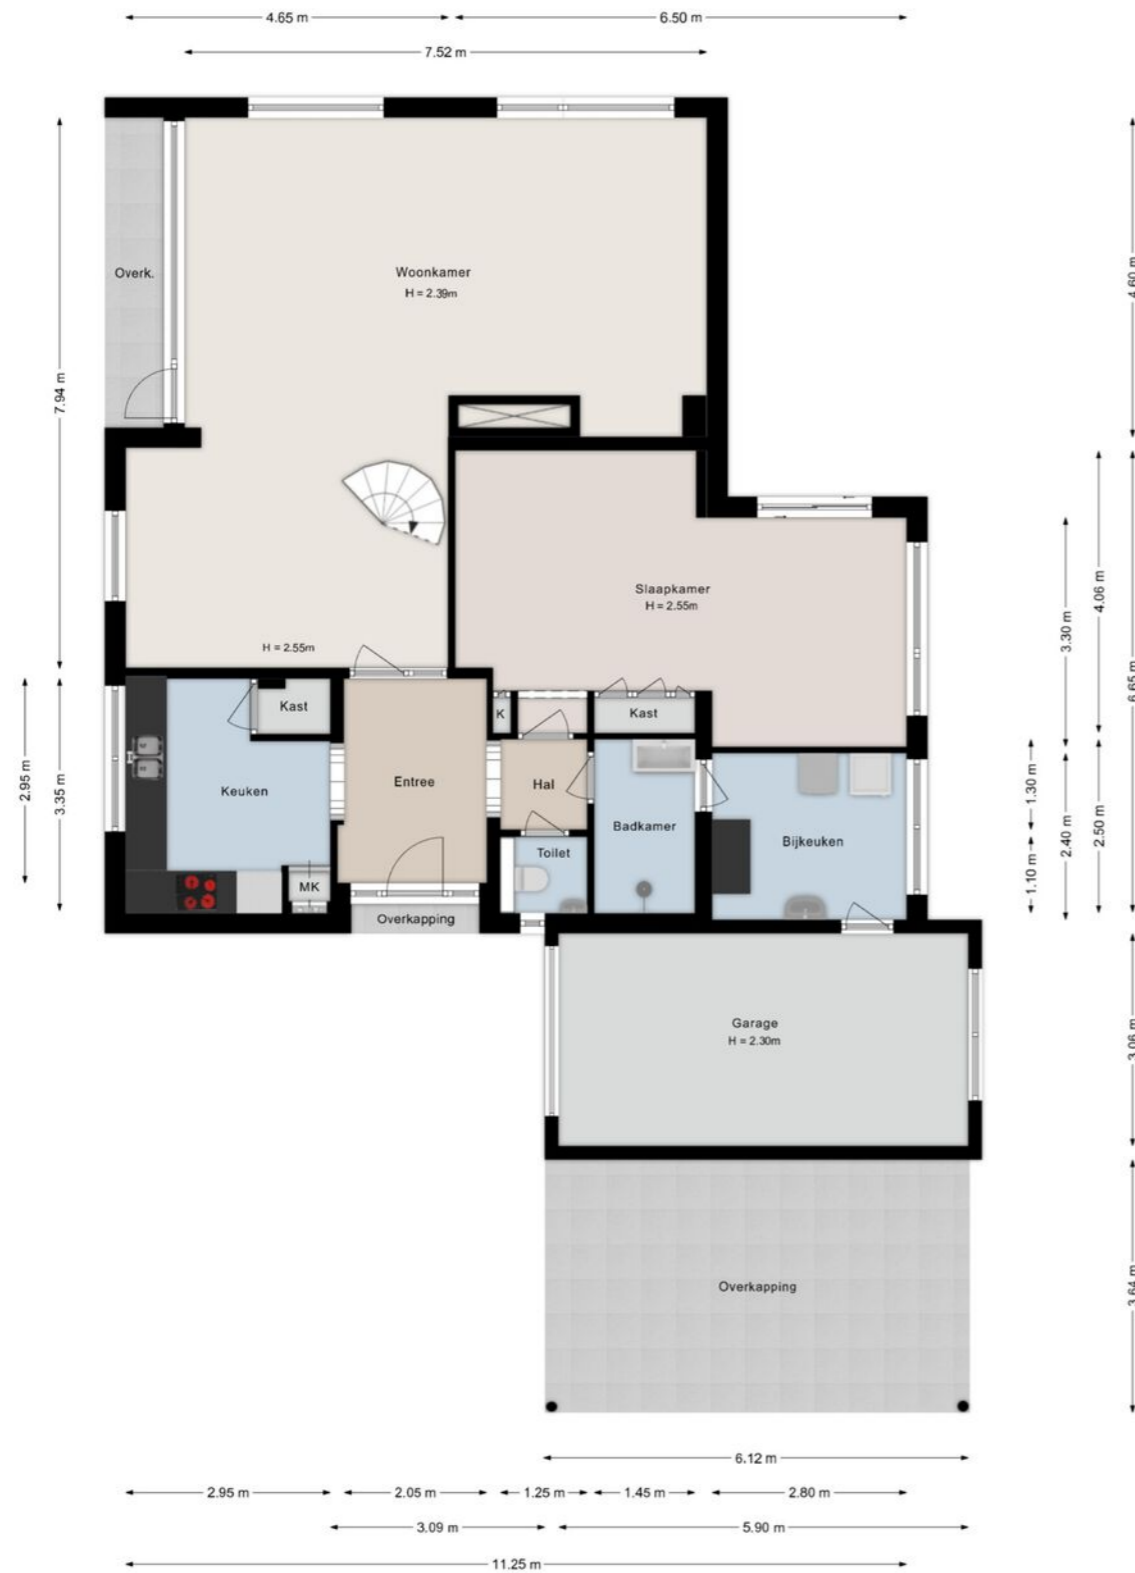 4.65 m
6.50 m
7.52 m
Overk.
Woonkamer
H = 2.39m
4.60 m
7.94 m
Slaapkamer
H = 2.55m
4.06 m
3.30 m
6.65 m
H = 2.55m
Kast
K
Kast
2.95 m
3.35 m
Keuken
Entree
Hal
Badkamer
Bijkeuken
1.30 m
2.40 m
2.50 m
1.10 m
Toilet
MK
Overkapping
Garage
H = 2.30m
3.06 m
Overkapping
3.64 m
6.12 m
2.95 m
2.05 m
1.25 m
1.45 m
2.80 m
3.09 m
5.90 m
11.25 m